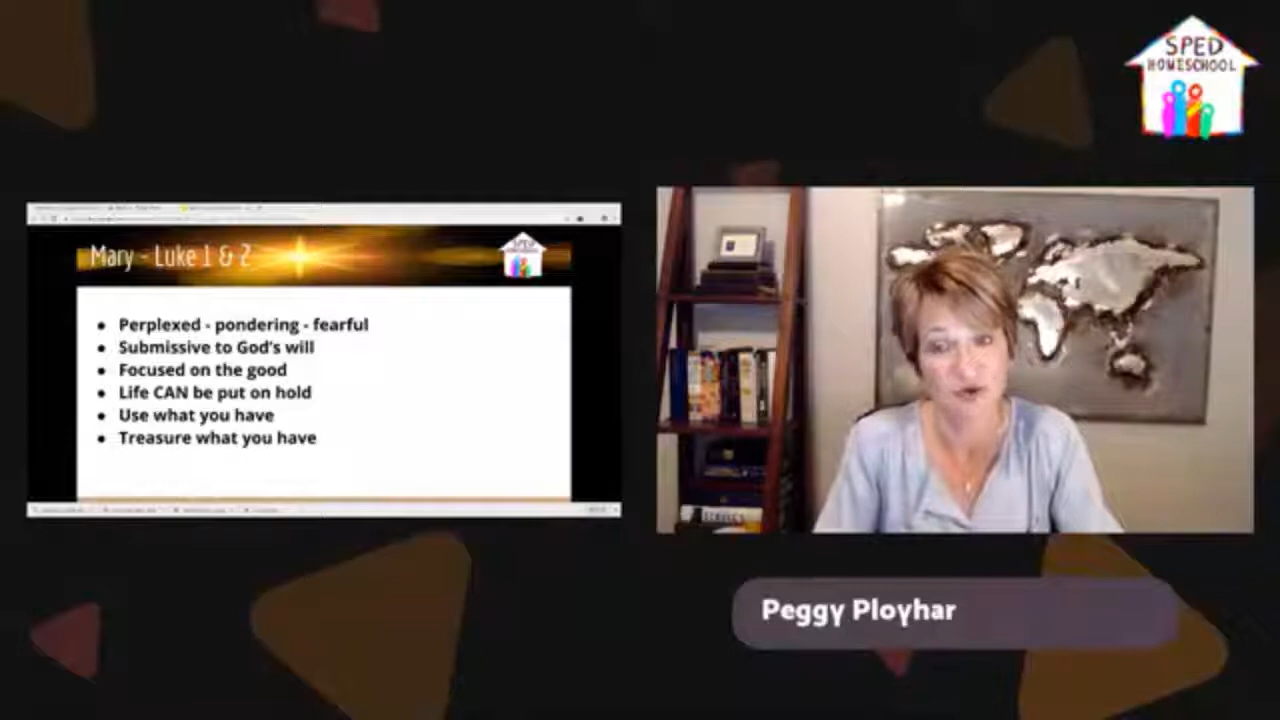 SPED
HOMESCHOOL
Mary - Luke 1 & 2
SPED
• Perplexed - pondering - fearful
• Submissive to God's will
• Focused on the good
• Life CAN be put on hold
• Use what you have
• Treasure what you have
Peggy Ployhar